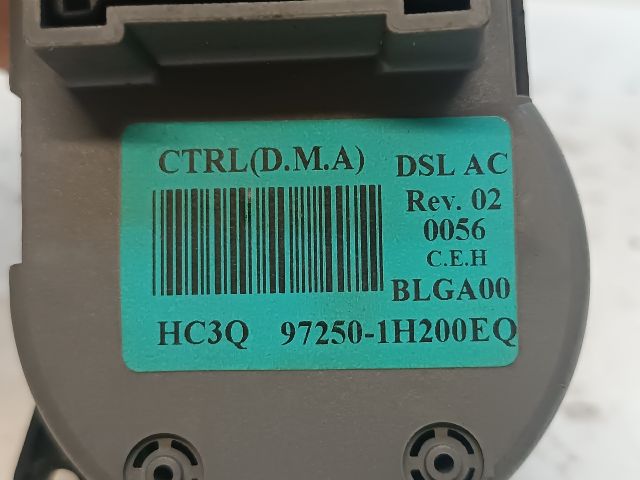 CTRL(D.M.A) DSL AC
Rev. 02
0056
C.E.H
BLGA00
HC3Q 97250-1H200EQ